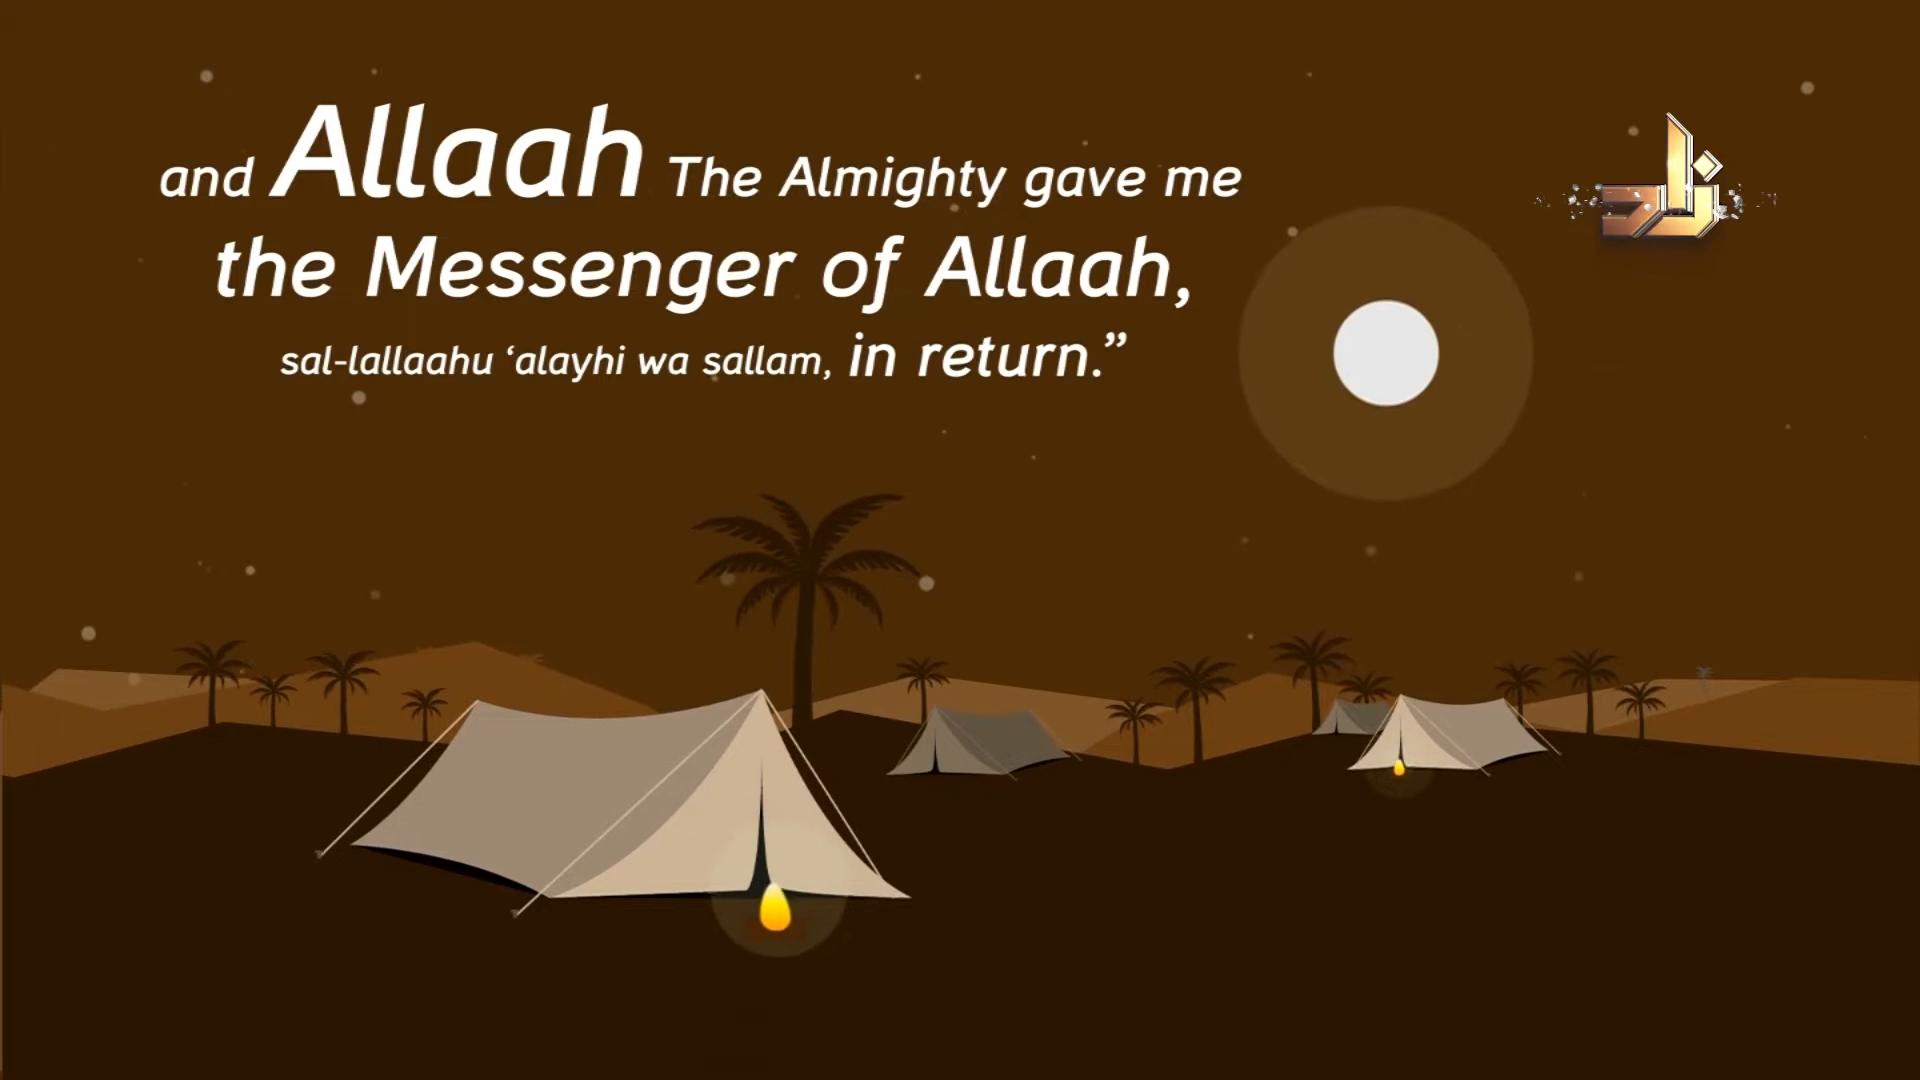 and Allaah The Almighty gave me
the Messenger of Allaah,
sal-lallaahu ‘alayhi wa sallam, in return.”